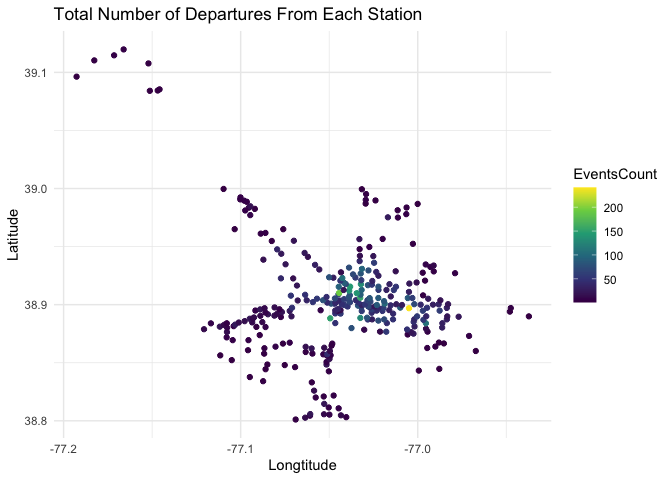 Total Number of Departures From Each Station
39.1
39.0
38.9
38.8
Latitude
-77.2
-77.1
-77.0
Longtitude
EventsCount
200
150
100
50